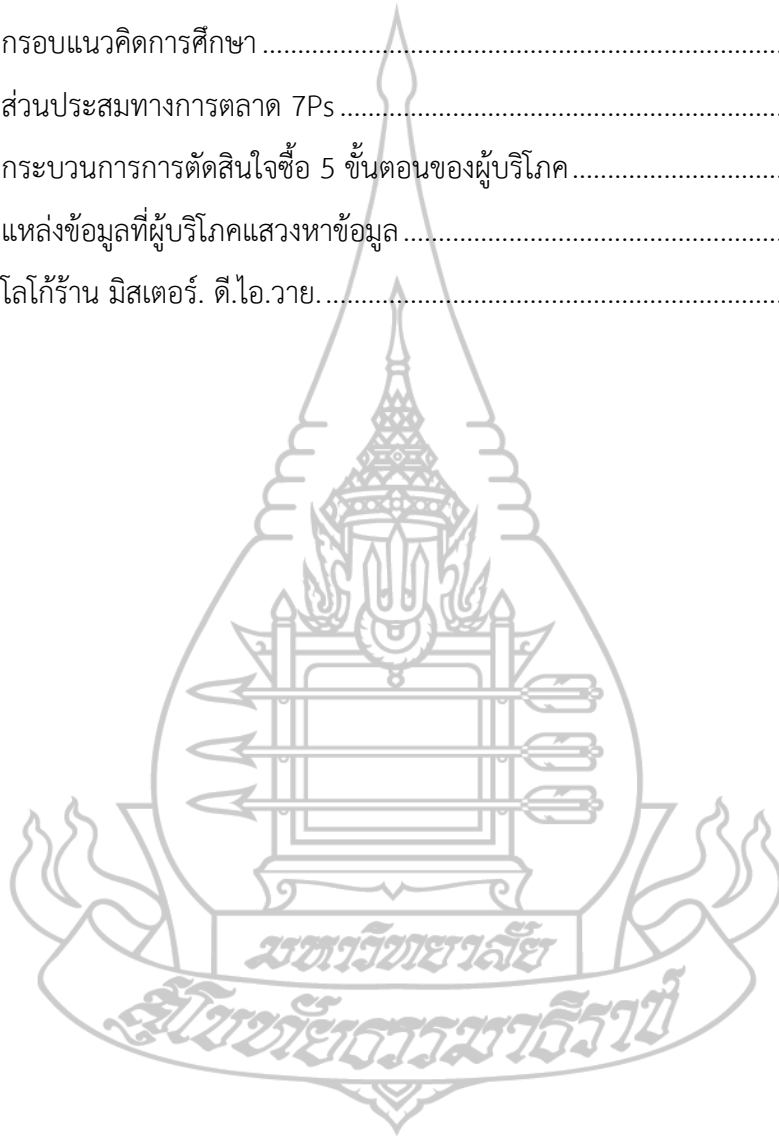 กรอบแนวคิดการศึกษา
ส่วนประสมทางการตลาด 7Ps
กระบวนการการตัดสินใจซื้อ 5 ขั้นตอนของผู้บริโภค
แหล่งข้อมูลที่ผู้บริโภคแสวงหาข้อมูล
โลโก้ร้าน มิสเตอร์. ดี.ไอ.วาย.
มหาวิทยาลัย
สุโขทัยธรรมาธิราช